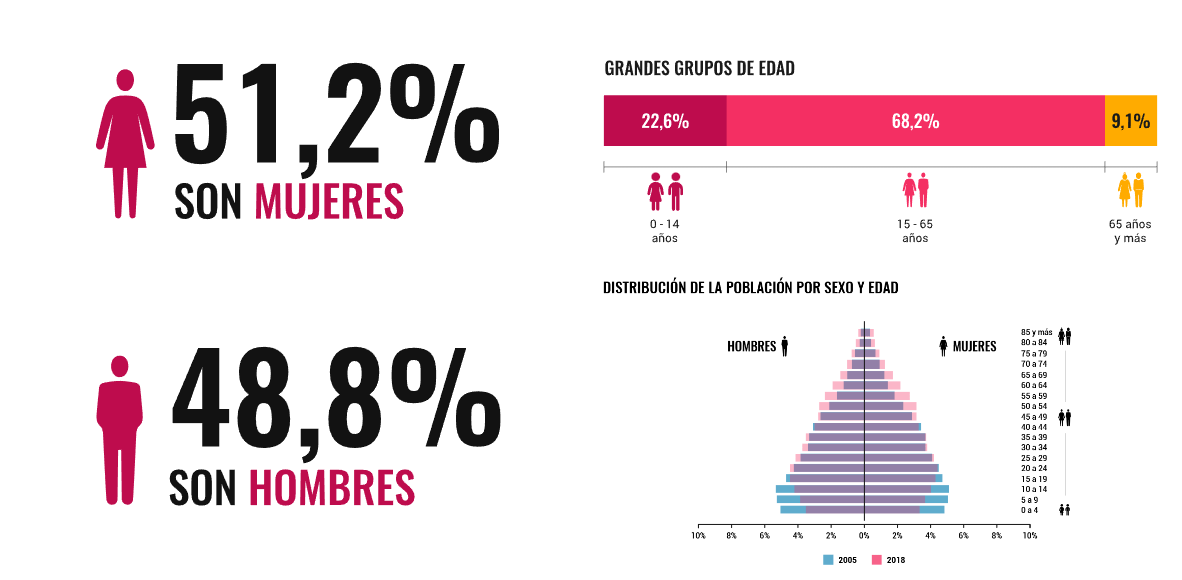 51,2%
SON MUJERES
48,8%
SON HOMBRES
GRANDES GRUPOS DE EDAD
22,6%
68,2%
9,1%
0 - 14
años
15 - 65
años
65 años
y más
DISTRIBUCIÓN DE LA POBLACIÓN POR SEXO Y EDAD
HOMBRES
MUJERES
85 y más
80 a 84
75 a 79
70 a 74
65 a 69
60 a 64
55 a 59
50 a 54
45 a 49
40 a 44
35 a 39
30 a 34
25 a 29
20 a 24
15 a 19
10 a 14
5 a 9
0 a 4
10% 8% 6% 4% 2% 0% 2% 4% 6% 8% 10%
2005 2018